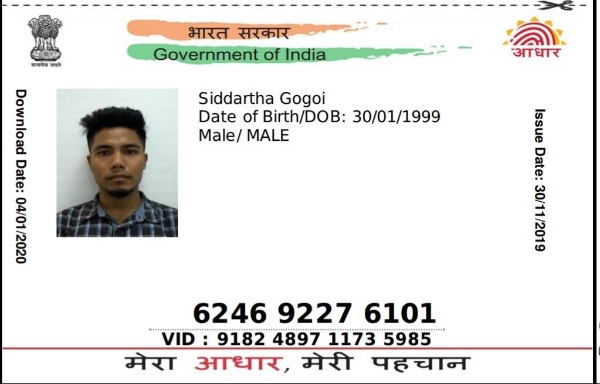 भारत सरकार
Government of India
सत्यमेव जयते
आधार
Download Date: 04/01/2020
Siddartha Gogoi
Date of Birth/DOB: 30/01/1999
Male/ MALE
Issue Date: 30/11/2019
6246 9227 6101
VID : 9182 4897 1173 5985
मेरा आधार, मेरी पहचान